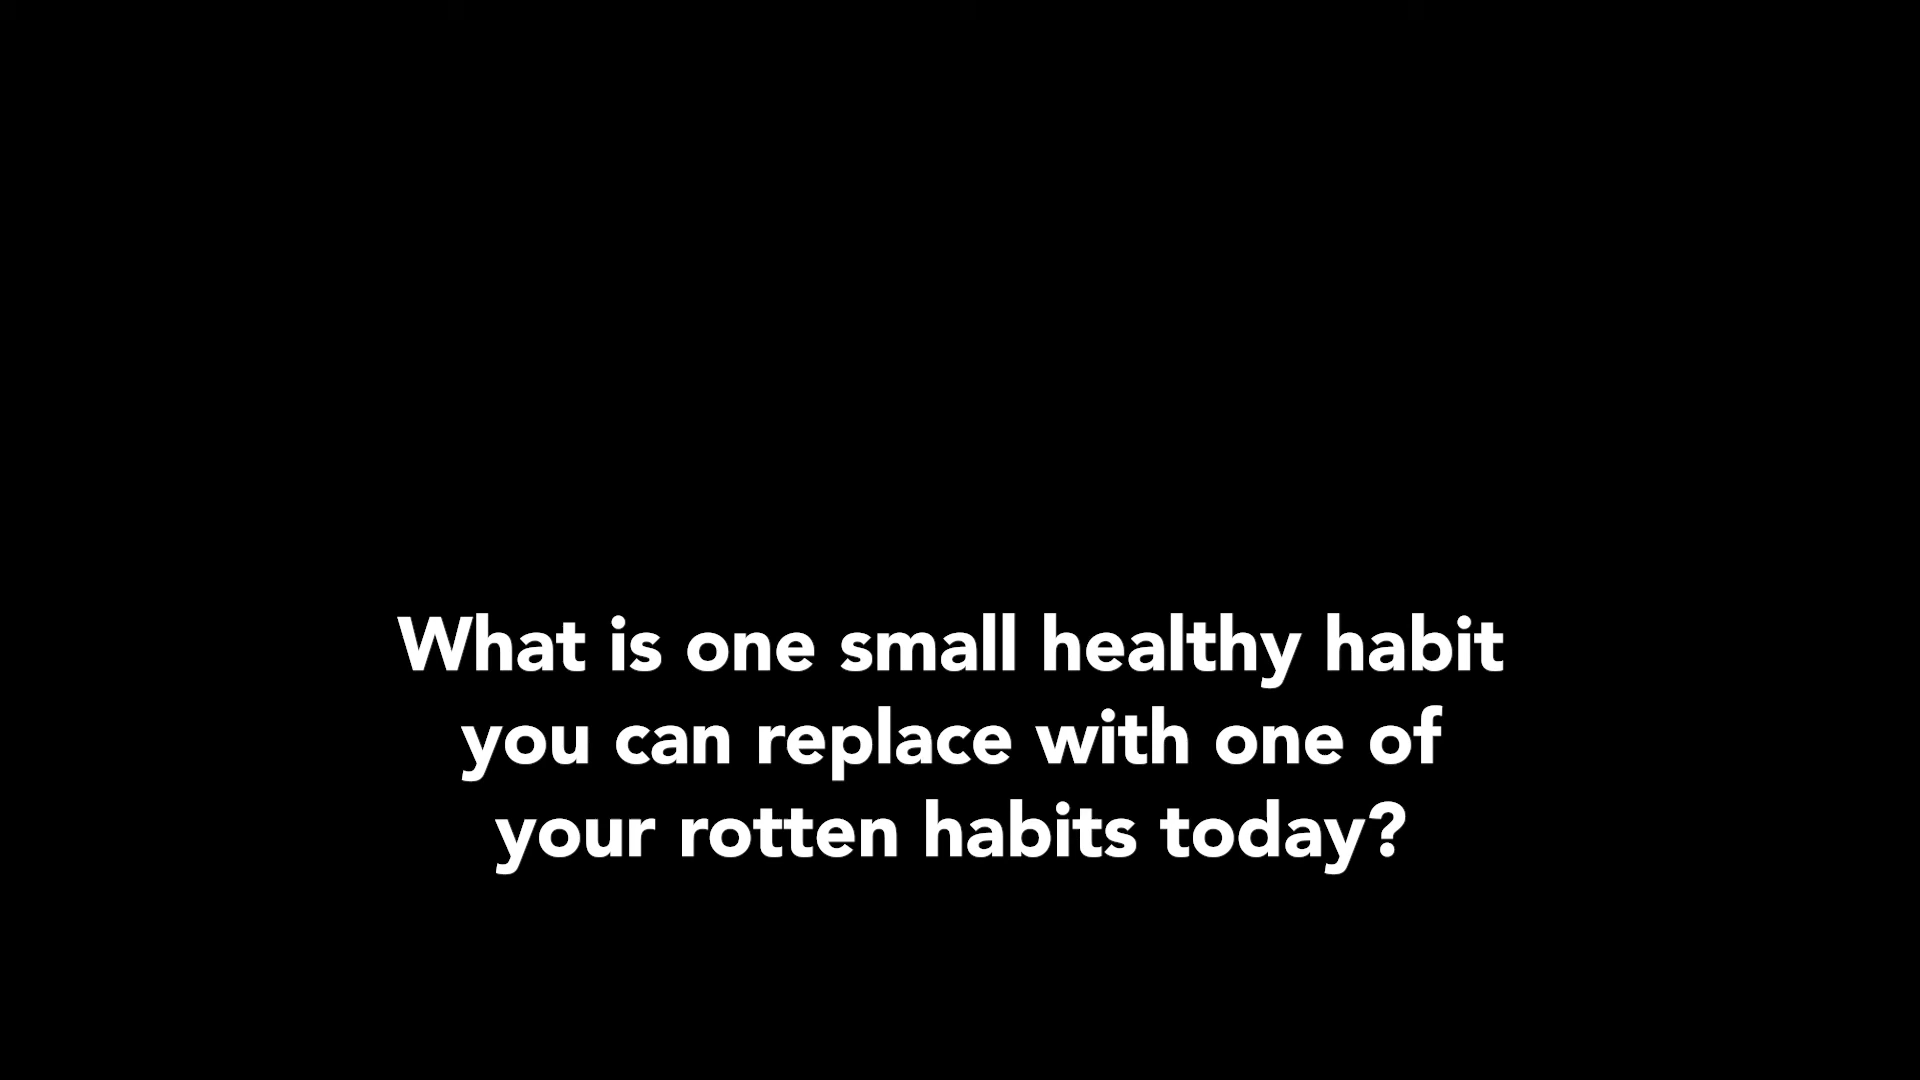 What is one small healthy habit
you can replace with one of
your rotten habits today?